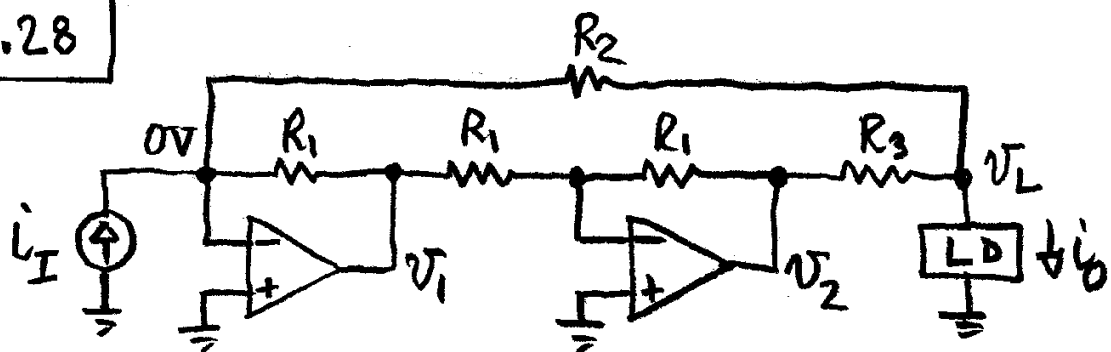 .28
R2
0V R1 R1 R1 R3
vL
iI
− + v1
− + v2
LD ↓ iO